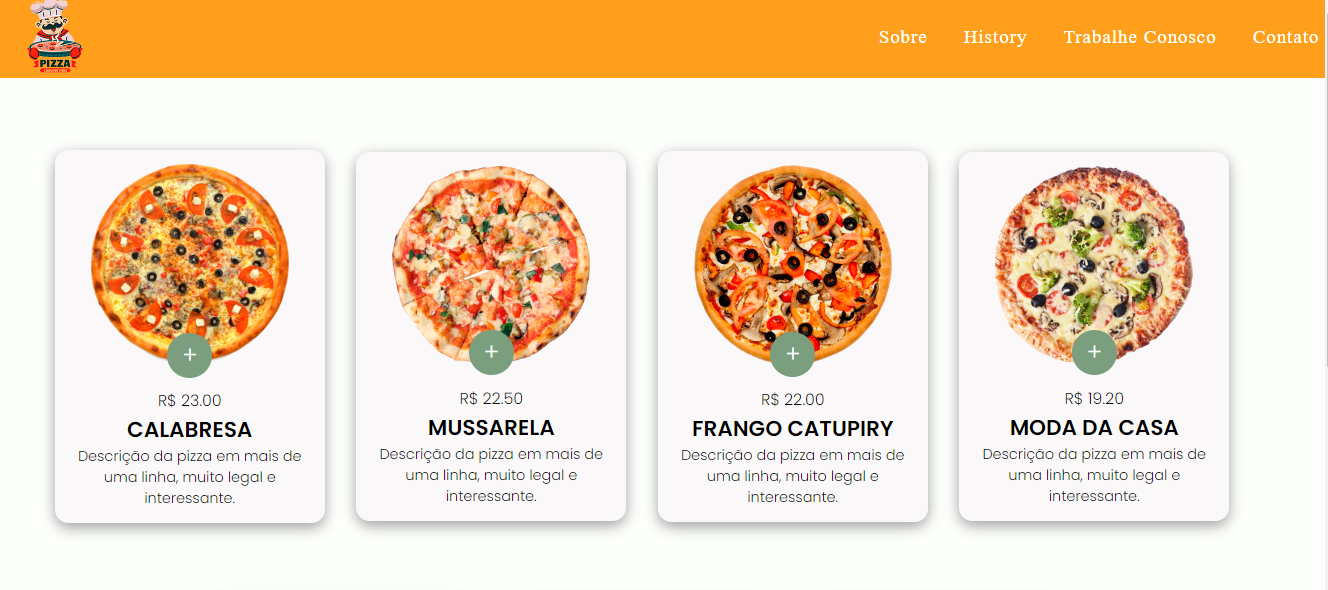 PIZZA
Sobre History Trabalhe Conosco Contato
+ + + +
R$ 23.00 R$ 22.50 R$ 22.00 R$ 19.20
CALABRESA MUSSARELA FRANGO CATUPIRY MODA DA CASA
Descrição da pizza em mais de Descrição da pizza em mais de Descrição da pizza em mais de Descrição da pizza em mais de
uma linha, muito legal e uma linha, muito legal e uma linha, muito legal e uma linha, muito legal e
interessante. interessante. interessante. interessante.